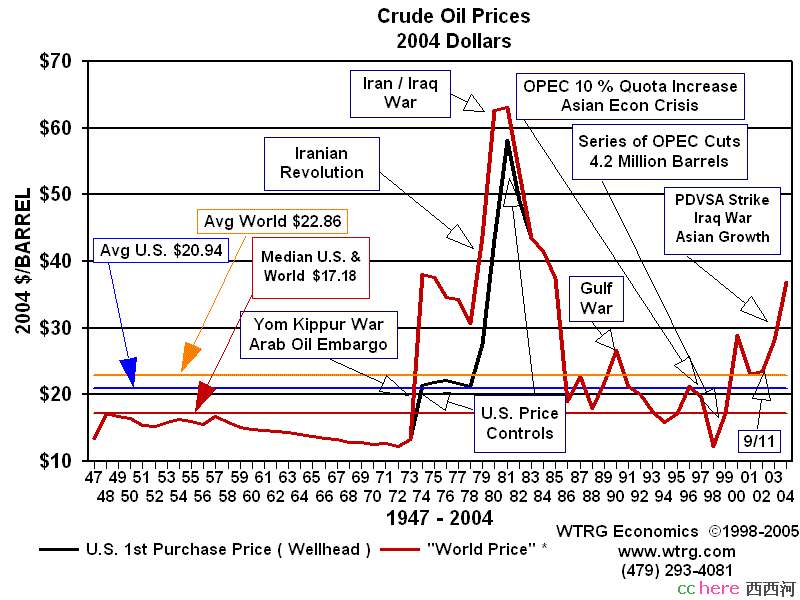 Crude Oil Prices
2004 Dollars
$70
$60
$50
$40
$30
$20
$10
2004 $/BARREL
Iran / Iraq
War
OPEC 10 % Quota Increase
Asian Econ Crisis
Series of OPEC Cuts
4.2 Million Barrels
Iranian
Revolution
PDVSA Strike
Iraq War
Asian Growth
Avg World $22.86
Avg U.S. $20.94
Median U.S. &
World $17.18
Gulf
War
Yom Kippur War
Arab Oil Embargo
U.S. Price
Controls
9/11
47 49 51 53 55 57 59 61 63 65 67 69 71 73 75 77 79 81 83 85 87 89 91 93 95 97 99 01 03
48 50 52 54 56 58 60 62 64 66 68 70 72 74 76 78 80 82 84 86 88 90 92 94 96 98 00 02 04
1947 - 2004
U.S. 1st Purchase Price ( Wellhead )
"World Price" *
WTRG Economics ©1998-2005
www.wtrg.com
(479) 293-4081
cchere 西西河